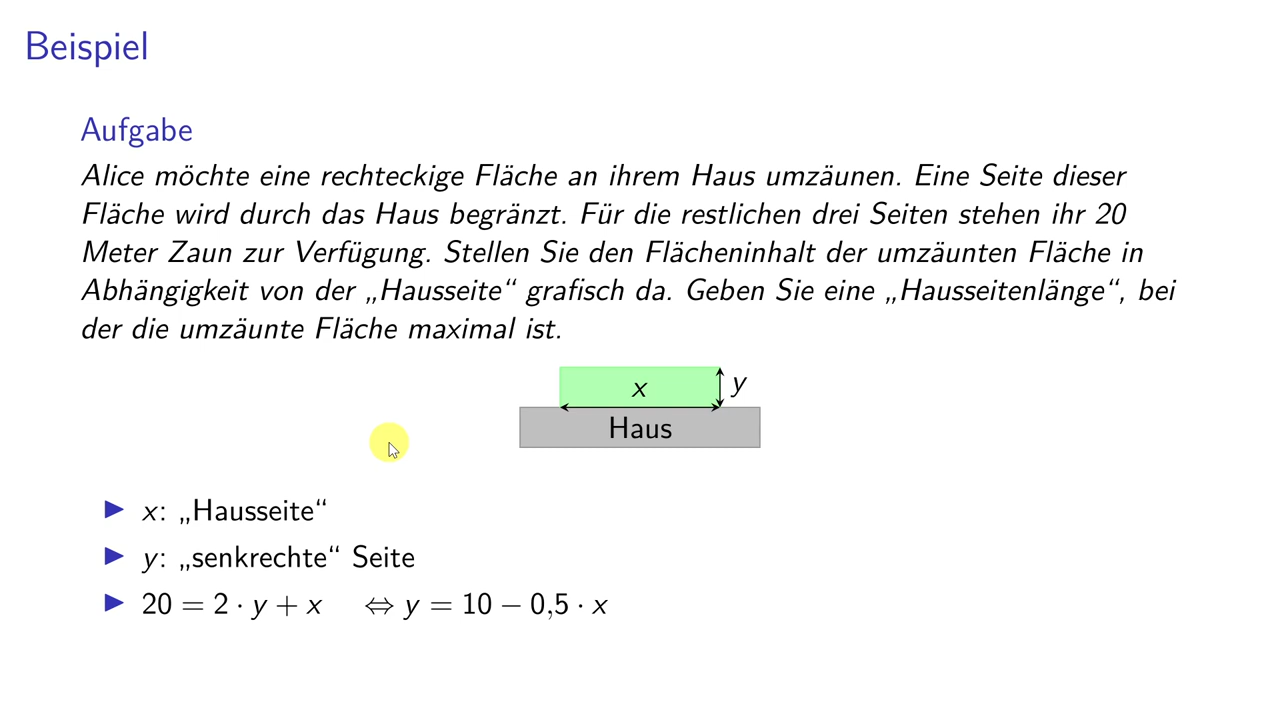 Beispiel
Aufgabe
Alice möchte eine rechteckige Fläche an ihrem Haus umzäunen. Eine Seite dieser
Fläche wird durch das Haus begränzt. Für die restlichen drei Seiten stehen ihr 20
Meter Zaun zur Verfügung. Stellen Sie den Flächeninhalt der umzäunten Fläche in
Abhängigkeit von der „Hausseite“ grafisch da. Geben Sie eine „Hausseitenlänge“, bei
der die umzäunte Fläche maximal ist.
x y
Haus
x: „Hausseite“
y: „senkrechte“ Seite
20 = 2 · y + x ⇔ y = 10 − 0,5 · x